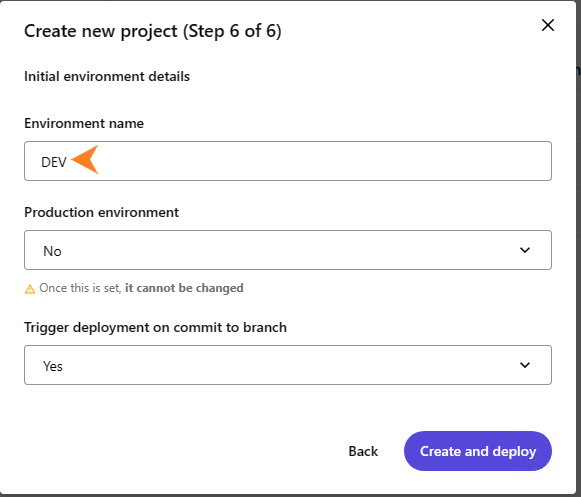 Create new project (Step 6 of 6)
Initial environment details
Environment name
DEV
Production environment
No
Once this is set, it cannot be changed
Trigger deployment on commit to branch
Yes
Back
Create and deploy